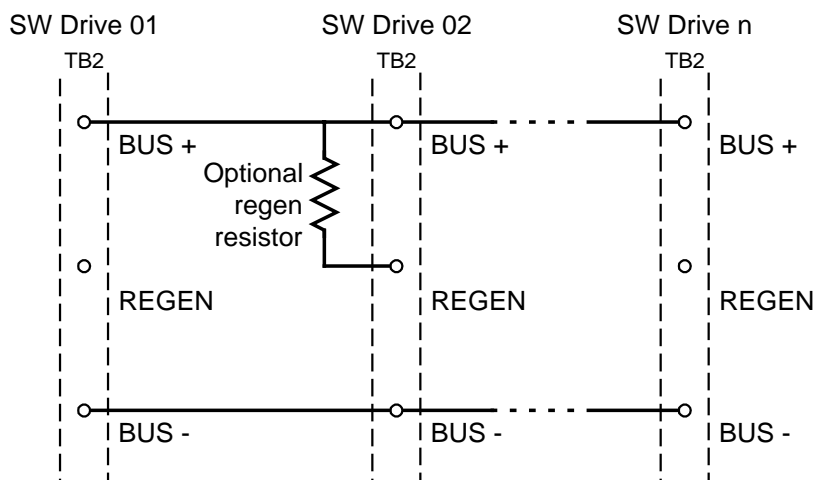 SW Drive 01 SW Drive 02 SW Drive n
TB2 TB2 TB2
BUS + BUS + BUS +
Optional
regen
resistor
REGEN REGEN REGEN
BUS - BUS - BUS -